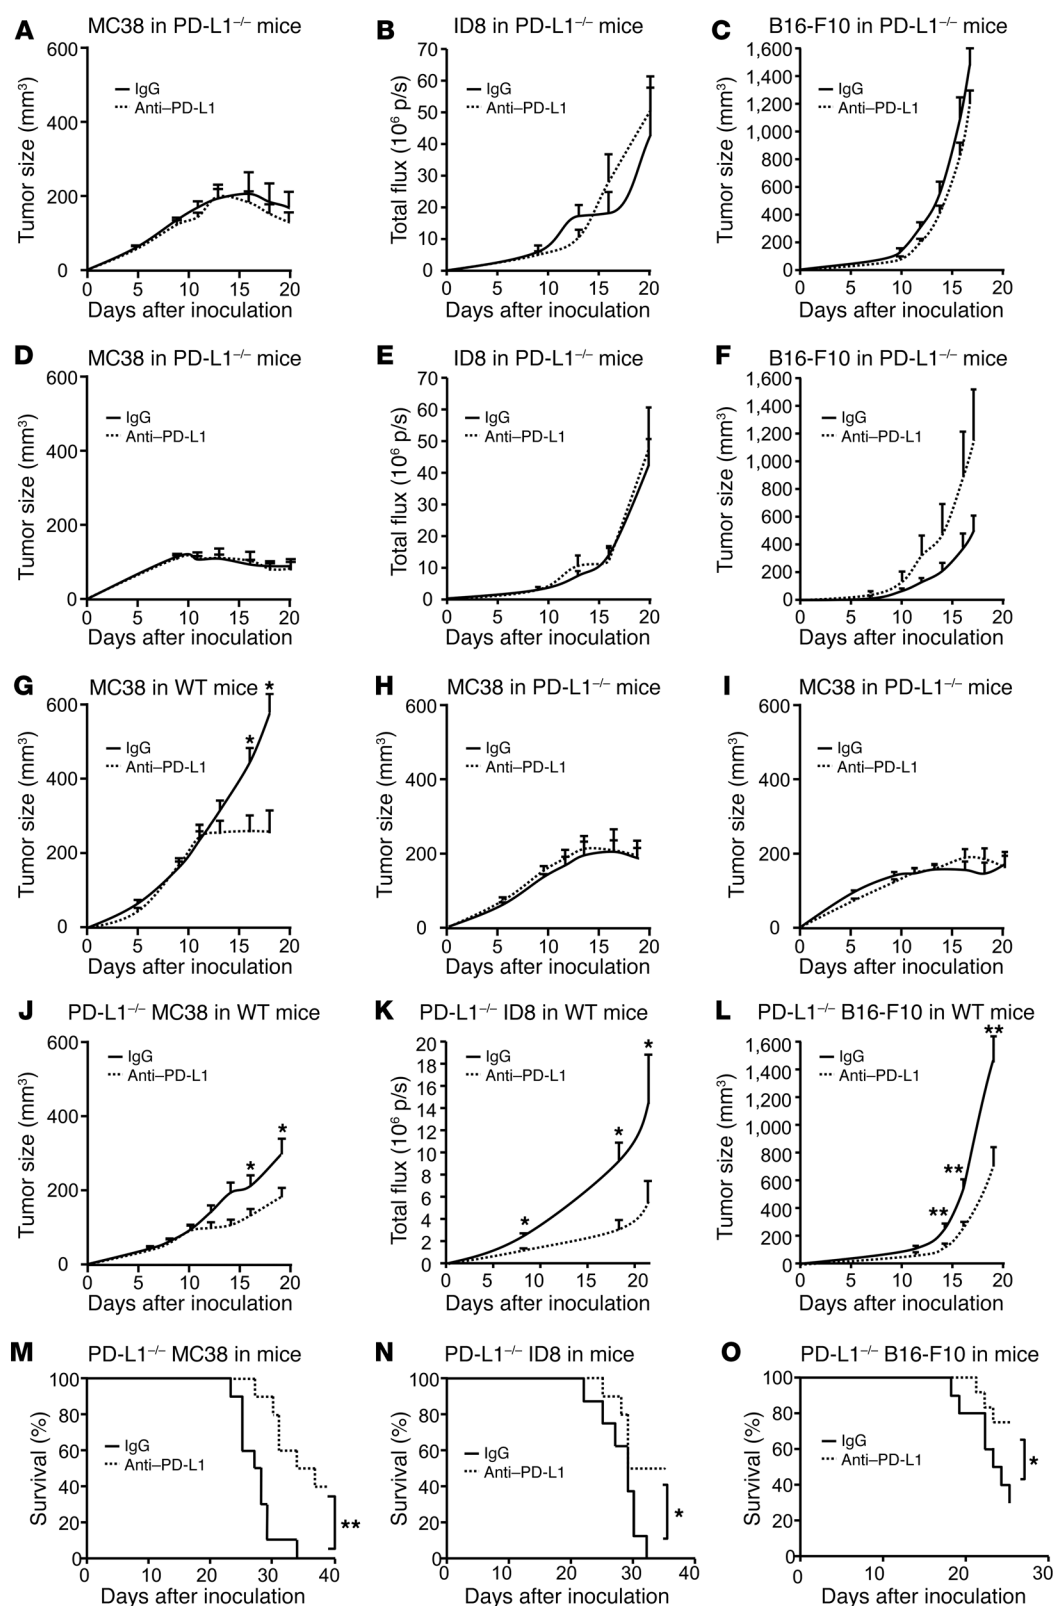 A MC38 in PD-L1⁻/⁻ mice
Tumor size (mm³)
600
400
200
0
IgG
Anti–PD-L1
0 5 10 15 20
Days after inoculation
B ID8 in PD-L1⁻/⁻ mice
Total flux (10⁶ p/s)
70
60
50
40
30
20
10
0
IgG
Anti–PD-L1
0 5 10 15 20
Days after inoculation
C B16-F10 in PD-L1⁻/⁻ mice
Tumor size (mm³)
1,600
1,400
1,200
1,000
800
600
400
200
0
IgG
Anti–PD-L1
0 5 10 15 20
Days after inoculation
D MC38 in PD-L1⁻/⁻ mice
Tumor size (mm³)
600
400
200
0
IgG
Anti–PD-L1
0 5 10 15 20
Days after inoculation
E ID8 in PD-L1⁻/⁻ mice
Total flux (10⁶ p/s)
70
60
50
40
30
20
10
0
IgG
Anti–PD-L1
0 5 10 15 20
Days after inoculation
F B16-F10 in PD-L1⁻/⁻ mice
Tumor size (mm³)
1,600
1,400
1,200
1,000
800
600
400
200
0
IgG
Anti–PD-L1
0 5 10 15 20
Days after inoculation
G MC38 in WT mice
Tumor size (mm³)
600
400
200
0
IgG
Anti–PD-L1
*
*
0 5 10 15 20
Days after inoculation
H MC38 in PD-L1⁻/⁻ mice
Tumor size (mm³)
600
400
200
0
IgG
Anti–PD-L1
0 5 10 15 20
Days after inoculation
I MC38 in PD-L1⁻/⁻ mice
Tumor size (mm³)
600
400
200
0
IgG
Anti–PD-L1
0 5 10 15 20
Days after inoculation
J PD-L1⁻/⁻ MC38 in WT mice
Tumor size (mm³)
600
400
200
0
IgG
Anti–PD-L1
*
*
0 5 10 15 20
Days after inoculation
K PD-L1⁻/⁻ ID8 in WT mice
Total flux (10⁶ p/s)
20
18
16
14
12
10
8
6
4
2
0
IgG
Anti–PD-L1
*
*
*
0 5 10 15 20
Days after inoculation
L PD-L1⁻/⁻ B16-F10 in WT mice
Tumor size (mm³)
1,600
1,400
1,200
1,000
800
600
400
200
0
IgG
Anti–PD-L1
**
**
**
0 5 10 15 20
Days after inoculation
M PD-L1⁻/⁻ MC38 in mice
Survival (%)
100
80
60
40
20
0
IgG
Anti–PD-L1
**
0 10 20 30 40
Days after inoculation
N PD-L1⁻/⁻ ID8 in mice
Survival (%)
100
80
60
40
20
0
IgG
Anti–PD-L1
*
0 10 20 30 40
Days after inoculation
O PD-L1⁻/⁻ B16-F10 in mice
Survival (%)
100
80
60
40
20
0
IgG
Anti–PD-L1
*
0 10 20 30
Days after inoculation